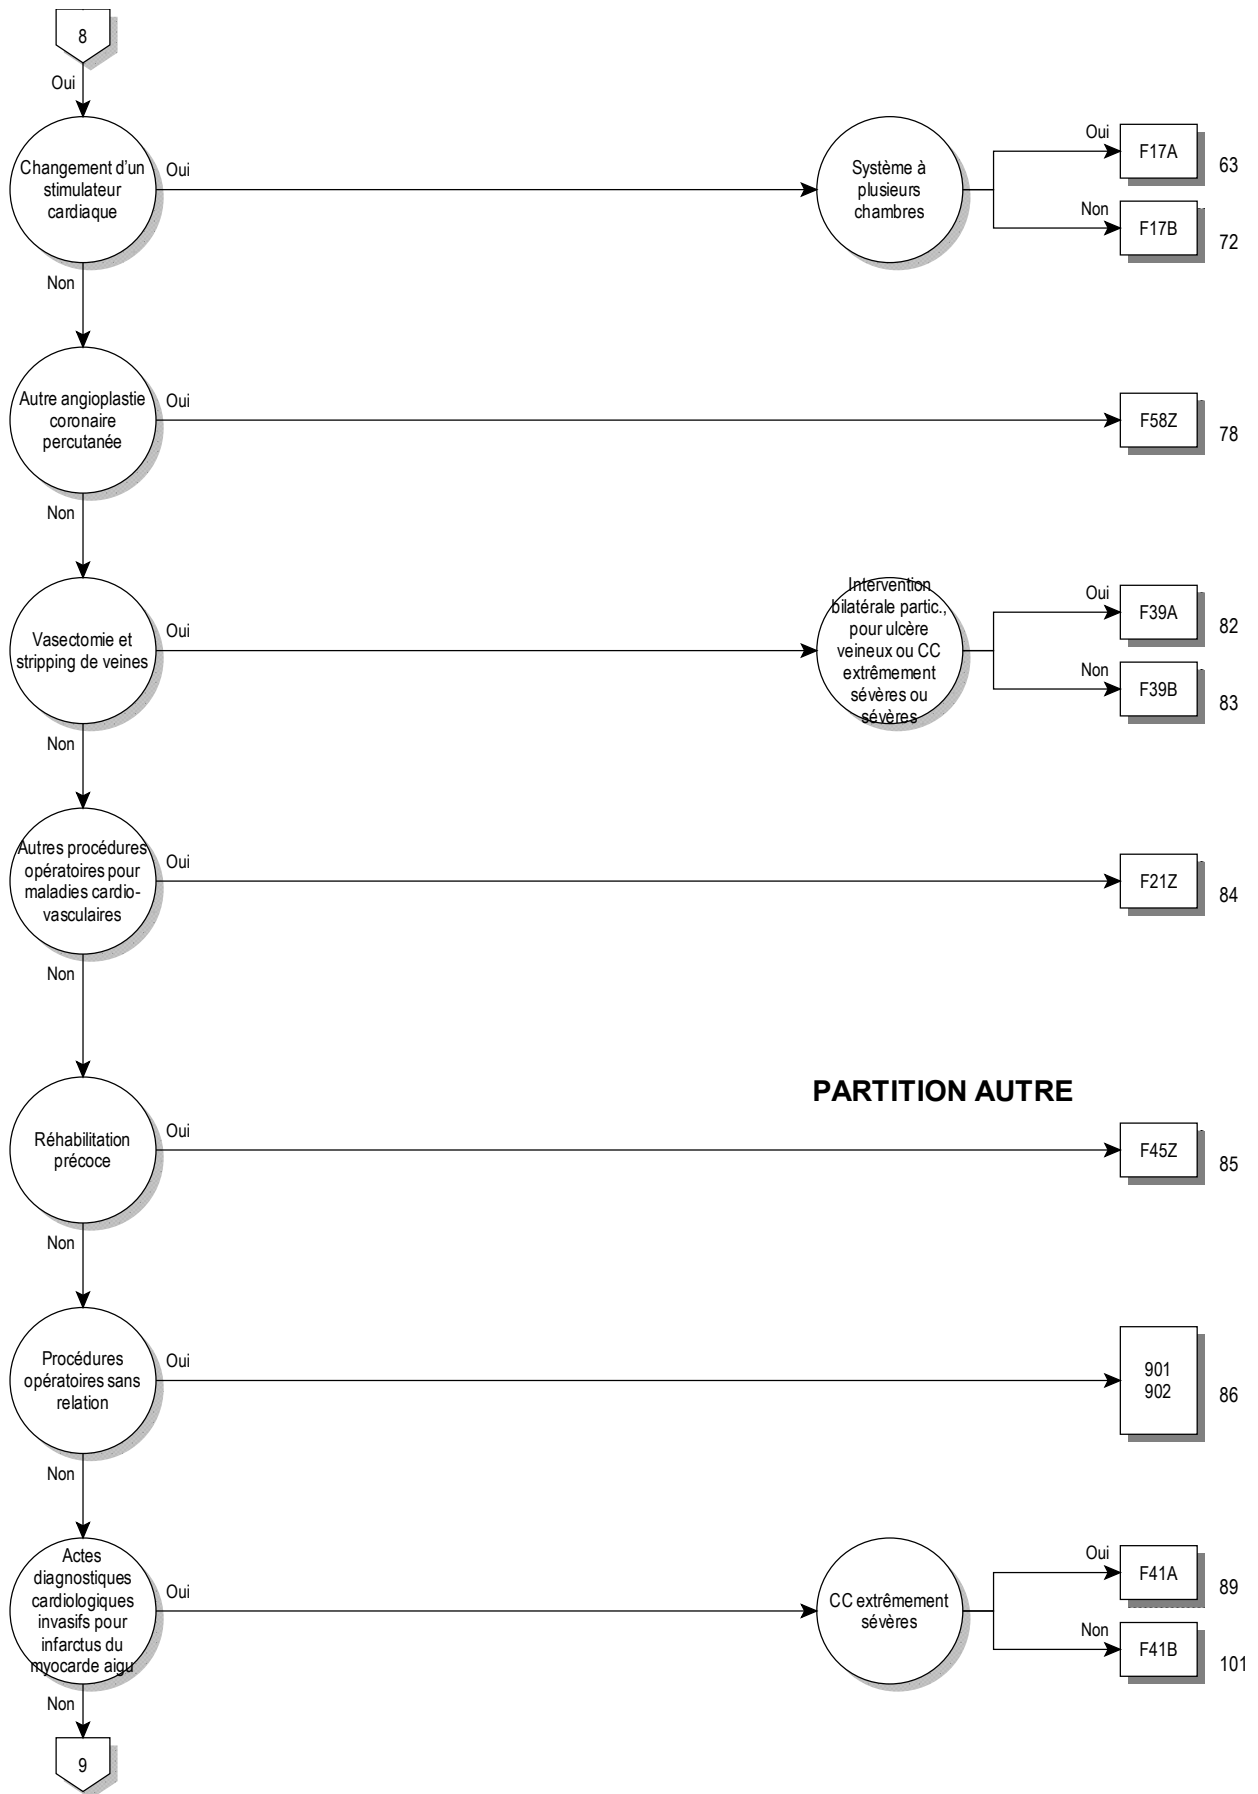 8
Oui
Changement d'un
stimulateur
cardiaque
Oui
Système à
plusieurs
chambres
Oui
F17A
63
Non
F17B
72
Non
Autre angioplastie
coronaire
percutanée
Oui
F58Z
78
Non
Vasectomie et
stripping de veines
Oui
Intervention
bilatérale partic.,
pour ulcère
veineux ou CC
extrêmement
sévères ou
sévères
Oui
F39A
82
Non
F39B
83
Non
Autres procédures
opératoires pour
maladies cardio-
vasculaires
Oui
F21Z
84
Non
PARTITION AUTRE
Réhabilitation
précoce
Oui
F45Z
85
Non
Procédures
opératoires sans
relation
Oui
901
902
86
Non
Actes
diagnostiques
cardiologiques
invasifs pour
infarctus du
myocarde aigu
Oui
CC extrêmement
sévères
Oui
F41A
89
Non
F41B
101
Non
9